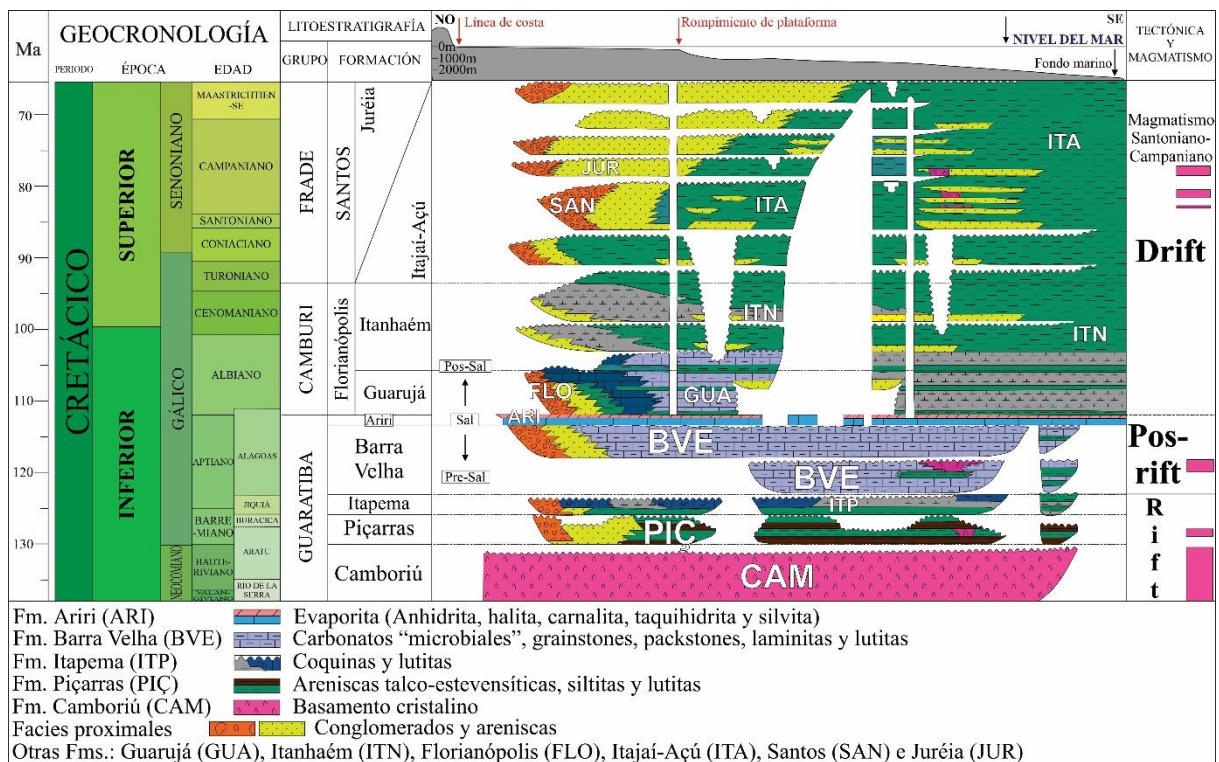 Ma
GEOCRONOLOGÍA
PERIODO ÉPOCA EDAD
LITOESTRATIGRAFÍA
GRUPO FORMACIÓN
NO
Línea de costa
Rompimiento de plataforma
SE
NIVEL DEL MAR
0m
-1000m
-2000m
Fondo marino
TECTÓNICA
Y
MAGMATISMO
70
80
90
100
110
120
130
CRETÁCICO
SUPERIOR
INFERIOR
SENONIANO
GÁLICO
NEOCOMIANO
MAASTRICHTIEN
-SE
CAMPANIANO
SANTONIANO
CONIACIANO
TURONIANO
CENOMANIANO
ALBIANO
APTIANO
BARRE
-MIANO
HAUTE-
RIVIANO
VALAN-
GIVIANO
ALAGOAS
JIQUIÁ
BURACICA
ARATU
RIO DE LA
SERRA
FRADE
CAMBURI
GUARATIBA
SANTOS
Juréia
Itajaí-Açú
Florianópolis
Itanhaém
Guarujá
Ariri
Barra
Velha
Itapema
Piçarras
Camboriú
Pos-Sal
Sal
Pre-Sal
JUR
SAN
ITA
ITA
ITN
ITN
FLO
GUA
ARI
BVE
BVE
ITP
PIÇ
CAM
Magmatismo
Santoniano-
Campaniano
Drift
Pos-
rift
R
i
f
t
Fm. Ariri (ARI) Evaporita (Anhidrita, halita, carnalita, taquihidrita y silvita)
Fm. Barra Velha (BVE) Carbonatos “microbiales”, grainstones, packstones, laminitas y lutitas
Fm. Itapema (ITP) Coquinas y lutitas
Fm. Piçarras (PIÇ) Areniscas talco-estevensíticas, siltitas y lutitas
Fm. Camboriú (CAM) Basamento cristalino
Facies proximales Conglomerados y areniscas
Otras Fms.: Guarujá (GUA), Itanhaém (ITN), Florianópolis (FLO), Itajaí-Açú (ITA), Santos (SAN) e Juréia (JUR)